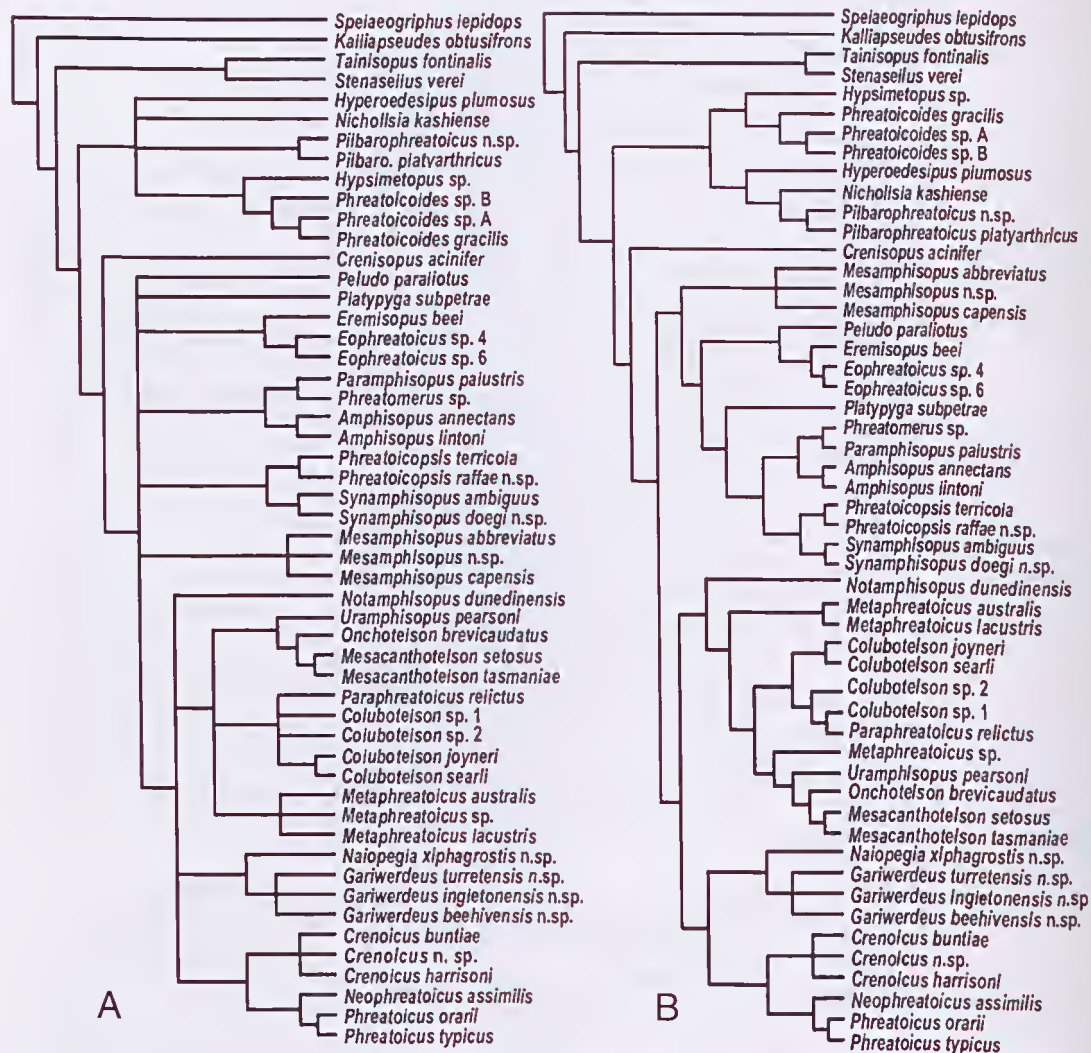 Spelaeogriphus lepidops
Kalliapseudes obtusifrons
Tainisopus fontinalis
Stenasellus verei
Hyperoedesipus plumosus
Nichollsia kashiense
Pilbarophreatoicus n.sp.
Pilbaro. platyarthricus
Hypsimetopus sp.
Phreatoicoides sp. B
Phreatoicoides sp. A
Phreatoicoides gracilis
Crenisopus acinifer
Peludo paraliotus
Platypyga subpetrae
Eremisopus beei
Eophreatoicus sp. 4
Eophreatoicus sp. 6
Paramphisopus palustris
Phreatomerus sp.
Amphisopus annectans
Amphisopus lintoni
Phreatoicopsis terricola
Phreatoicopsis raffae n.sp.
Synamphisopus ambiguus
Synamphisopus doegi n.sp.
Mesamphisopus abbreviatus
Mesamphisopus n.sp.
Mesamphisopus capensis
Notamphisopus dunedinensis
Uramphisopus pearsoni
Onchotelson brevicaudatus
Mesacanthotelson setosus
Mesacanthotelson tasmaniae
Paraphreatoicus relictus
Colubotelson sp. 1
Colubotelson sp. 2
Colubotelson joyneri
Colubotelson searli
Metaphreatoicus australis
Metaphreatoicus sp.
Metaphreatoicus lacustris
Naiopegia xiphagrostis n.sp.
Gariwerdeus turretensis n.sp.
Gariwerdeus ingletonensis n.sp.
Gariwerdeus beehivensis n.sp.
Crenoicus buntiae
Crenoicus n. sp.
Crenoicus harrisoni
Neophreatoicus assimilis
Phreatoicus orarii
Phreatoicus typicus
A
Spelaeogriphus lepidops
Kalliapseudes obtusifrons
Tainisopus fontinalis
Stenasellus verei
Hypsimetopus sp.
Phreatoicoides gracilis
Phreatoicoides sp. A
Phreatoicoides sp. B
Hyperoedesipus plumosus
Nichollsia kashiense
Pilbarophreatoicus n.sp.
Pilbarophreatoicus platyarthricus
Crenisopus acinifer
Mesamphisopus abbreviatus
Mesamphisopus n.sp.
Mesamphisopus capensis
Peludo paraliotus
Eremisopus beei
Eophreatoicus sp. 4
Eophreatoicus sp. 6
Platypyga subpetrae
Phreatomerus sp.
Paramphisopus palustris
Amphisopus annectans
Amphisopus lintoni
Phreatoicopsis terricola
Phreatoicopsis raffae n.sp.
Synamphisopus ambiguus
Synamphisopus doegi n.sp.
Notamphisopus dunedinensis
Metaphreatoicus australis
Metaphreatoicus lacustris
Colubotelson joyneri
Colubotelson searli
Colubotelson sp. 2
Colubotelson sp. 1
Paraphreatoicus relictus
Metaphreatoicus sp.
Uramphisopus pearsoni
Onchotelson brevicaudatus
Mesacanthotelson setosus
Mesacanthotelson tasmaniae
Naiopegia xiphagrostis n.sp.
Gariwerdeus turretensis n.sp.
Gariwerdeus ingletonensis n.sp
Gariwerdeus beehivensis n.sp.
Crenoicus buntiae
Crenoicus n.sp.
Crenoicus harrisoni
Neophreatoicus assimilis
Phreatoicus orarii
Phreatoicus typicus
B